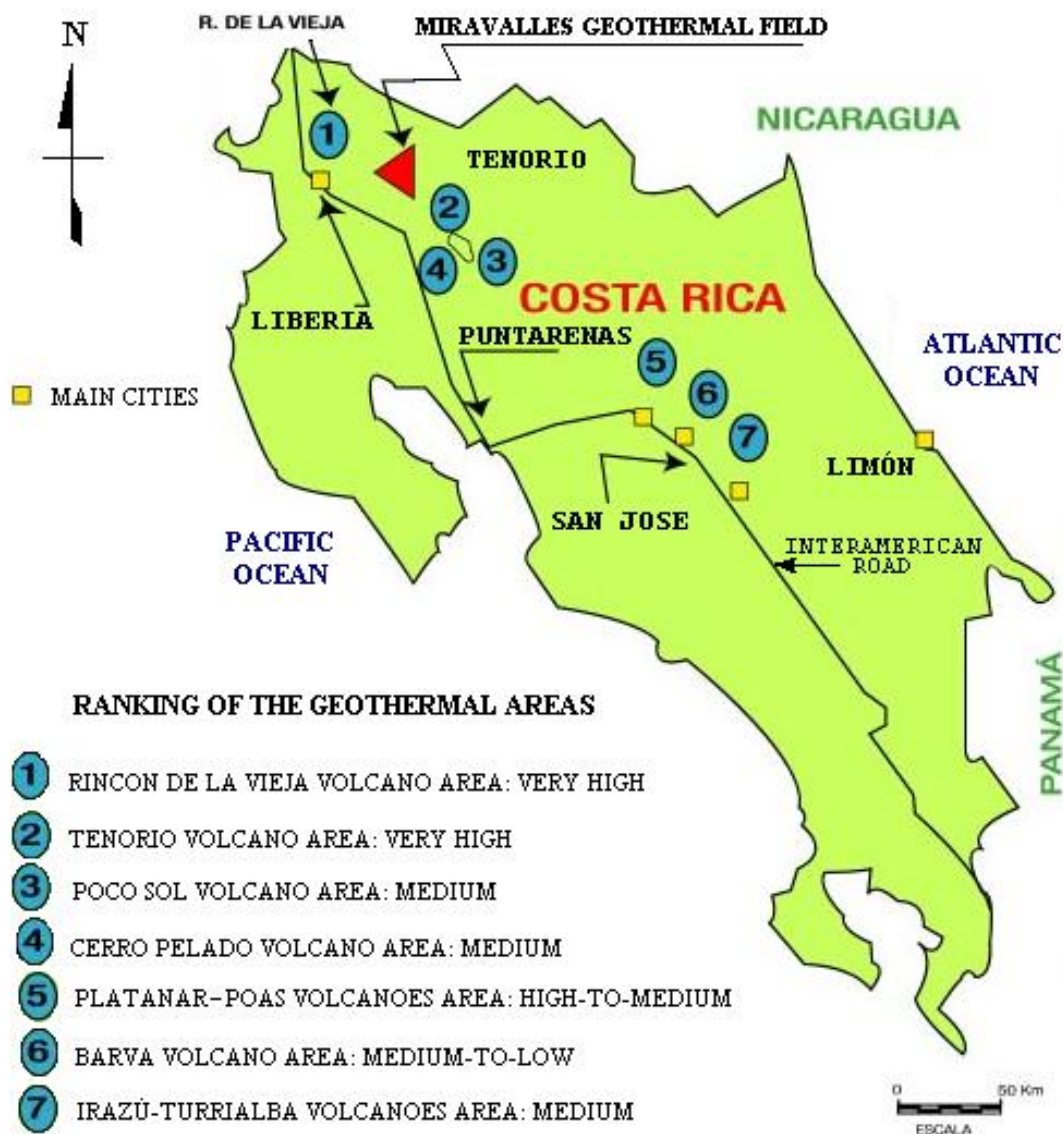 R. DE LA VIEJA
MIRAVALLES GEOTHERMAL FIELD
N
NICARAGUA
1
TENORIO
2
3
4
COSTA RICA
LIBERIA
PUNTARENAS
ATLANTIC
OCEAN
5
6
MAIN CITIES
7
LIMÓN
SAN JOSE
PACIFIC
OCEAN
INTERAMERICAN
ROAD
PANAMÁ
RANKING OF THE GEOTHERMAL AREAS
1 RINCON DE LA VIEJA VOLCANO AREA: VERY HIGH
2 TENORIO VOLCANO AREA: VERY HIGH
3 POCO SOL VOLCANO AREA: MEDIUM
4 CERRO PELADO VOLCANO AREA: MEDIUM
5 PLATANAR-POAS VOLCANOES AREA: HIGH-TO-MEDIUM
6 BARVA VOLCANO AREA: MEDIUM-TO-LOW
7 IRAZÚ-TURRIALBA VOLCANOES AREA: MEDIUM
0 50 Km
ESCALA